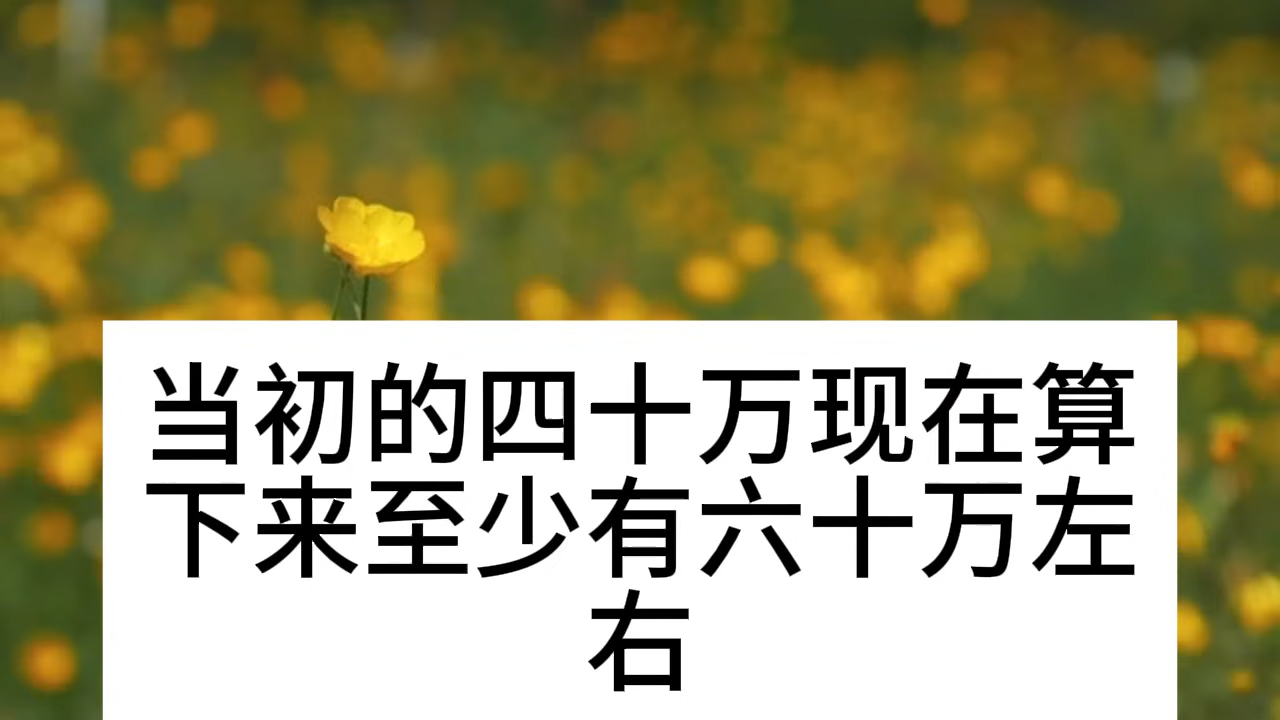 当初的四十万现在算
下来至少有六十万左
右